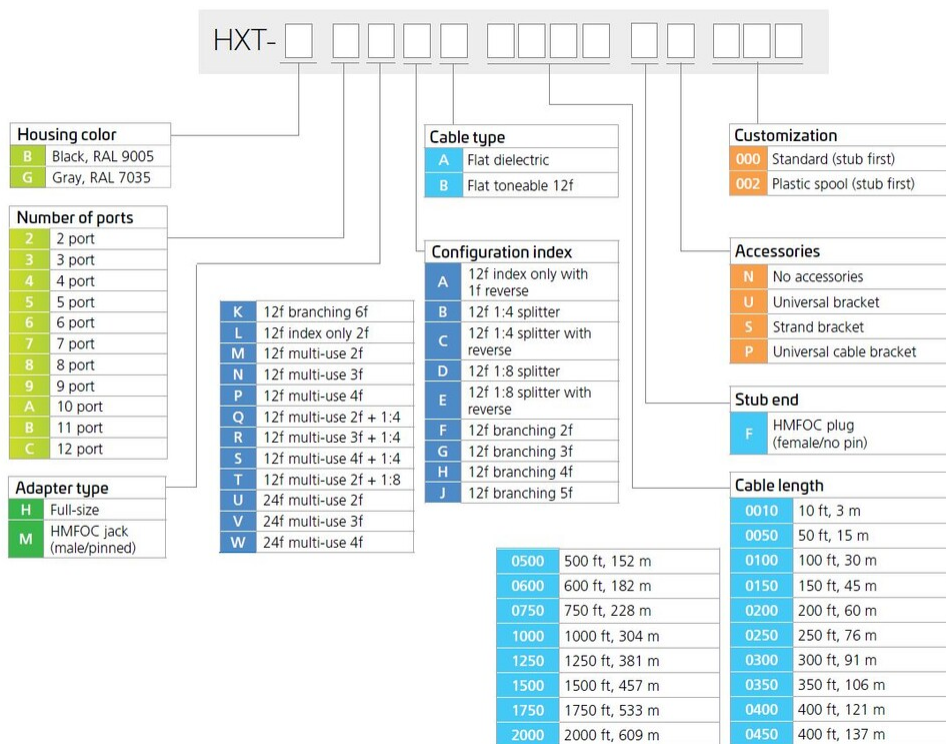 HXT-
Housing color
B Black, RAL 9005
G Gray, RAL 7035
Number of ports
2 2 port
3 3 port
4 4 port
5 5 port
6 6 port
7 7 port
8 8 port
9 9 port
A 10 port
B 11 port
C 12 port
Adapter type
H Full-size
M HMFOC jack
(male/pinned)
K 12f branching 6f
L 12f index only 2f
M 12f multi-use 2f
N 12f multi-use 3f
P 12f multi-use 4f
Q 12f multi-use 2f + 1:4
R 12f multi-use 3f + 1:4
S 12f multi-use 4f + 1:4
T 12f multi-use 2f + 1:8
U 24f multi-use 2f
V 24f multi-use 3f
W 24f multi-use 4f
Cable type
A Flat dielectric
B Flat toneable 12f
Configuration index
A 12f index only with
1f reverse
B 12f 1:4 splitter
C 12f 1:4 splitter with
reverse
D 12f 1:8 splitter
E 12f 1:8 splitter with
reverse
F 12f branching 2f
G 12f branching 3f
H 12f branching 4f
J 12f branching 5f
0500 500 ft, 152 m
0600 600 ft, 182 m
0750 750 ft, 228 m
1000 1000 ft, 304 m
1250 1250 ft, 381 m
1500 1500 ft, 457 m
1750 1750 ft, 533 m
2000 2000 ft, 609 m
Customization
000 Standard (stub first)
002 Plastic spool (stub first)
Accessories
N No accessories
U Universal bracket
S Strand bracket
P Universal cable bracket
Stub end
F HMFOC plug
(female/no pin)
Cable length
0010 10 ft, 3 m
0050 50 ft, 15 m
0100 100 ft, 30 m
0150 150 ft, 45 m
0200 200 ft, 60 m
0250 250 ft, 76 m
0300 300 ft, 91 m
0350 350 ft, 106 m
0400 400 ft, 121 m
0450 400 ft, 137 m